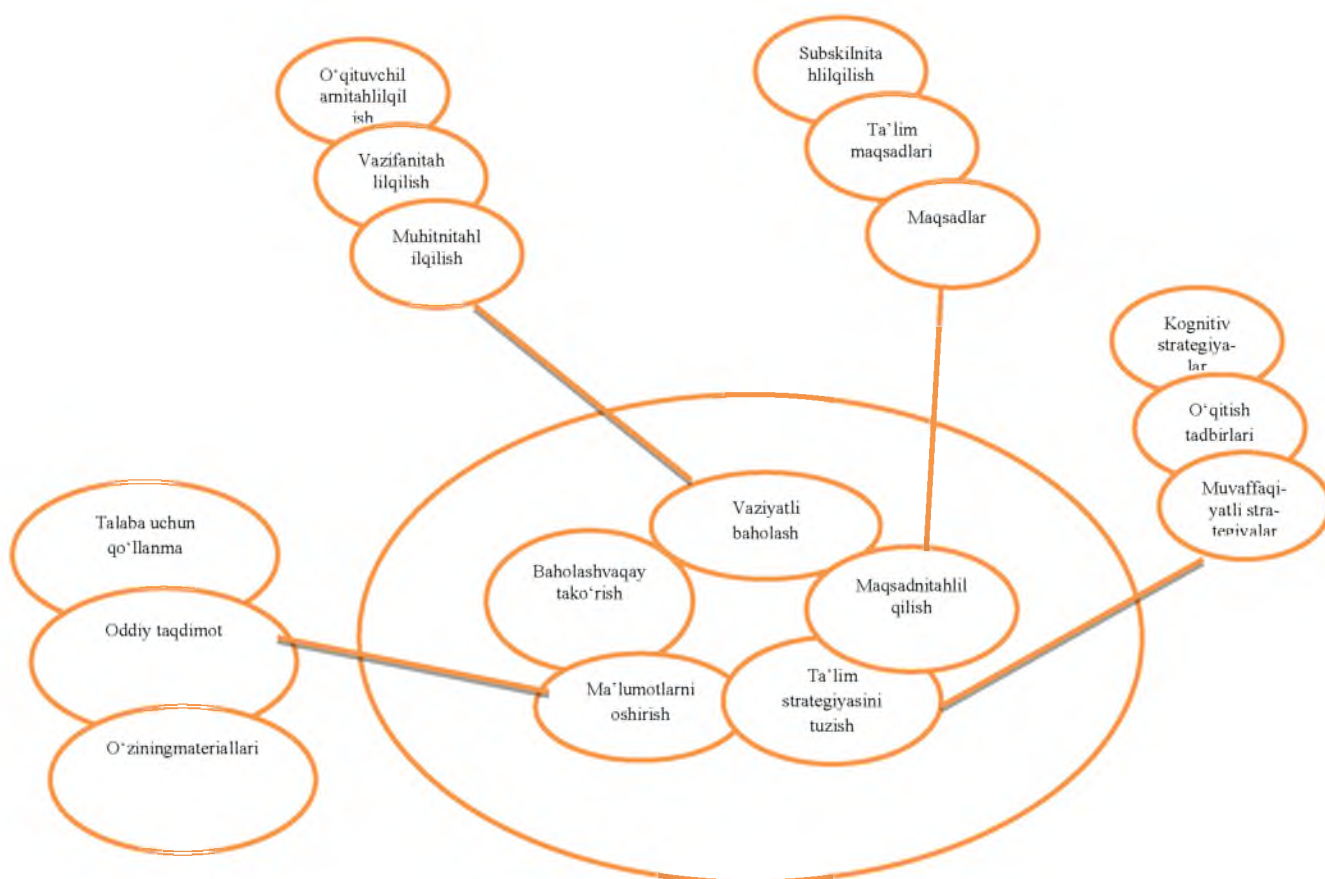 O‘qituvchil
arnitahlilqil
ish
Vazifanitah
lilqilish
Muhitnitahl
ilqilish
Subskilnita
hlilqilish
Ta`lim
maqsadlari
Maqsadlar
Kognitiv
strategiya-
lar
O‘qitish
tadbirlari
Muvaffaqi-
yatli stra-
tegiyalar
Vaziyatli
baholash
Baholashvaqay
tako‘rish
Maqsadnitahlil
qilish
Ma’lumotlarni
oshirish
Ta’lim
strategiyasini
tuzish
Talaba uchun
qo‘llanma
Oddiy taqdimot
O‘ziningmateriallari